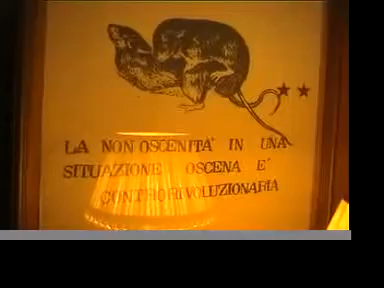 LA NON OSCENITA' IN UNA
SITUAZIONE OSCENA E'
CONTRORIVOLUZIONARIA